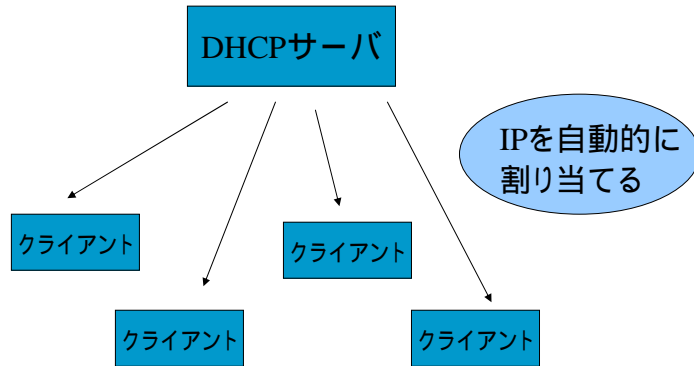 DHCPサーバ
IPを自動的に
割り当てる
クライアント
クライアント
クライアント
クライアント